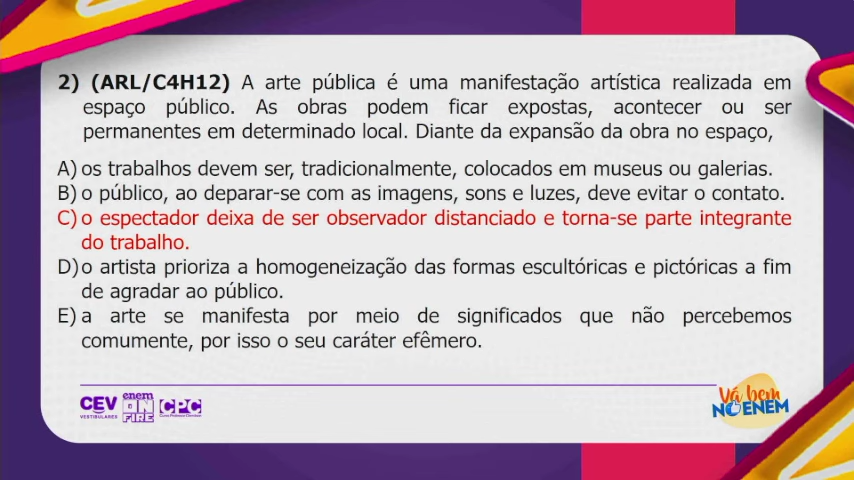 2) (ARL/C4H12) A arte pública é uma manifestação artística realizada em
espaço público. As obras podem ficar expostas, acontecer ou ser
permanentes em determinado local. Diante da expansão da obra no espaço,
A) os trabalhos devem ser, tradicionalmente, colocados em museus ou galerias.
B) o público, ao deparar-se com as imagens, sons e luzes, deve evitar o contato.
C) o espectador deixa de ser observador distanciado e torna-se parte integrante
do trabalho.
D) o artista prioriza a homogeneização das formas escultóricas e pictóricas a fim
de agradar ao público.
E) a arte se manifesta por meio de significados que não percebemos
comumente, por isso o seu caráter efêmero.
CEV
VESTIBULARES
enem
ON
FIRE
CPC
Vá bem
NO ENEM